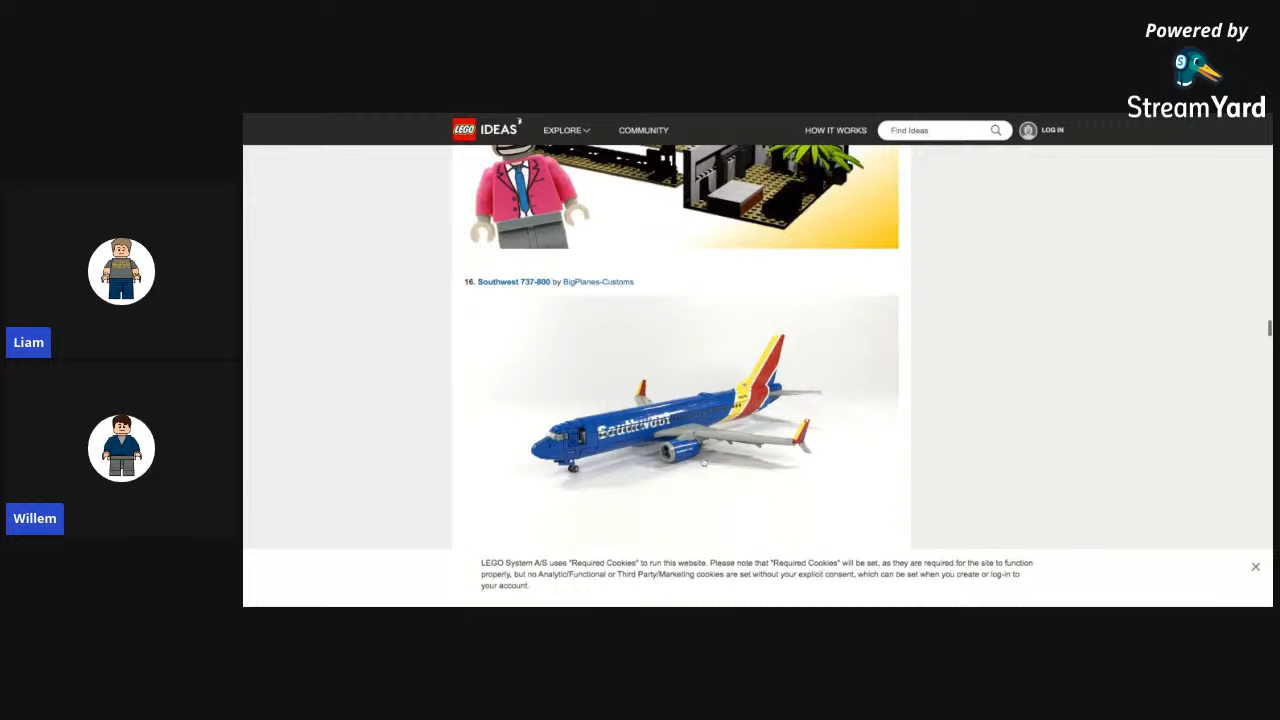 Powered by
StreamYard
LEGO IDEAS EXPLORE COMMUNITY HOW IT WORKS Find Ideas LOG IN
16. Southwest 737-800 by BigPlanes-Customs
Southwest
Liam
Willem
LEGO System A/S uses "Required Cookies" to run this website. Please note that "Required Cookies" will be set, as they are required for the site to function
properly, but no Analytic/Functional or Third Party/Marketing cookies are set without your explicit consent, which can be set when you create or log-in to
your account.